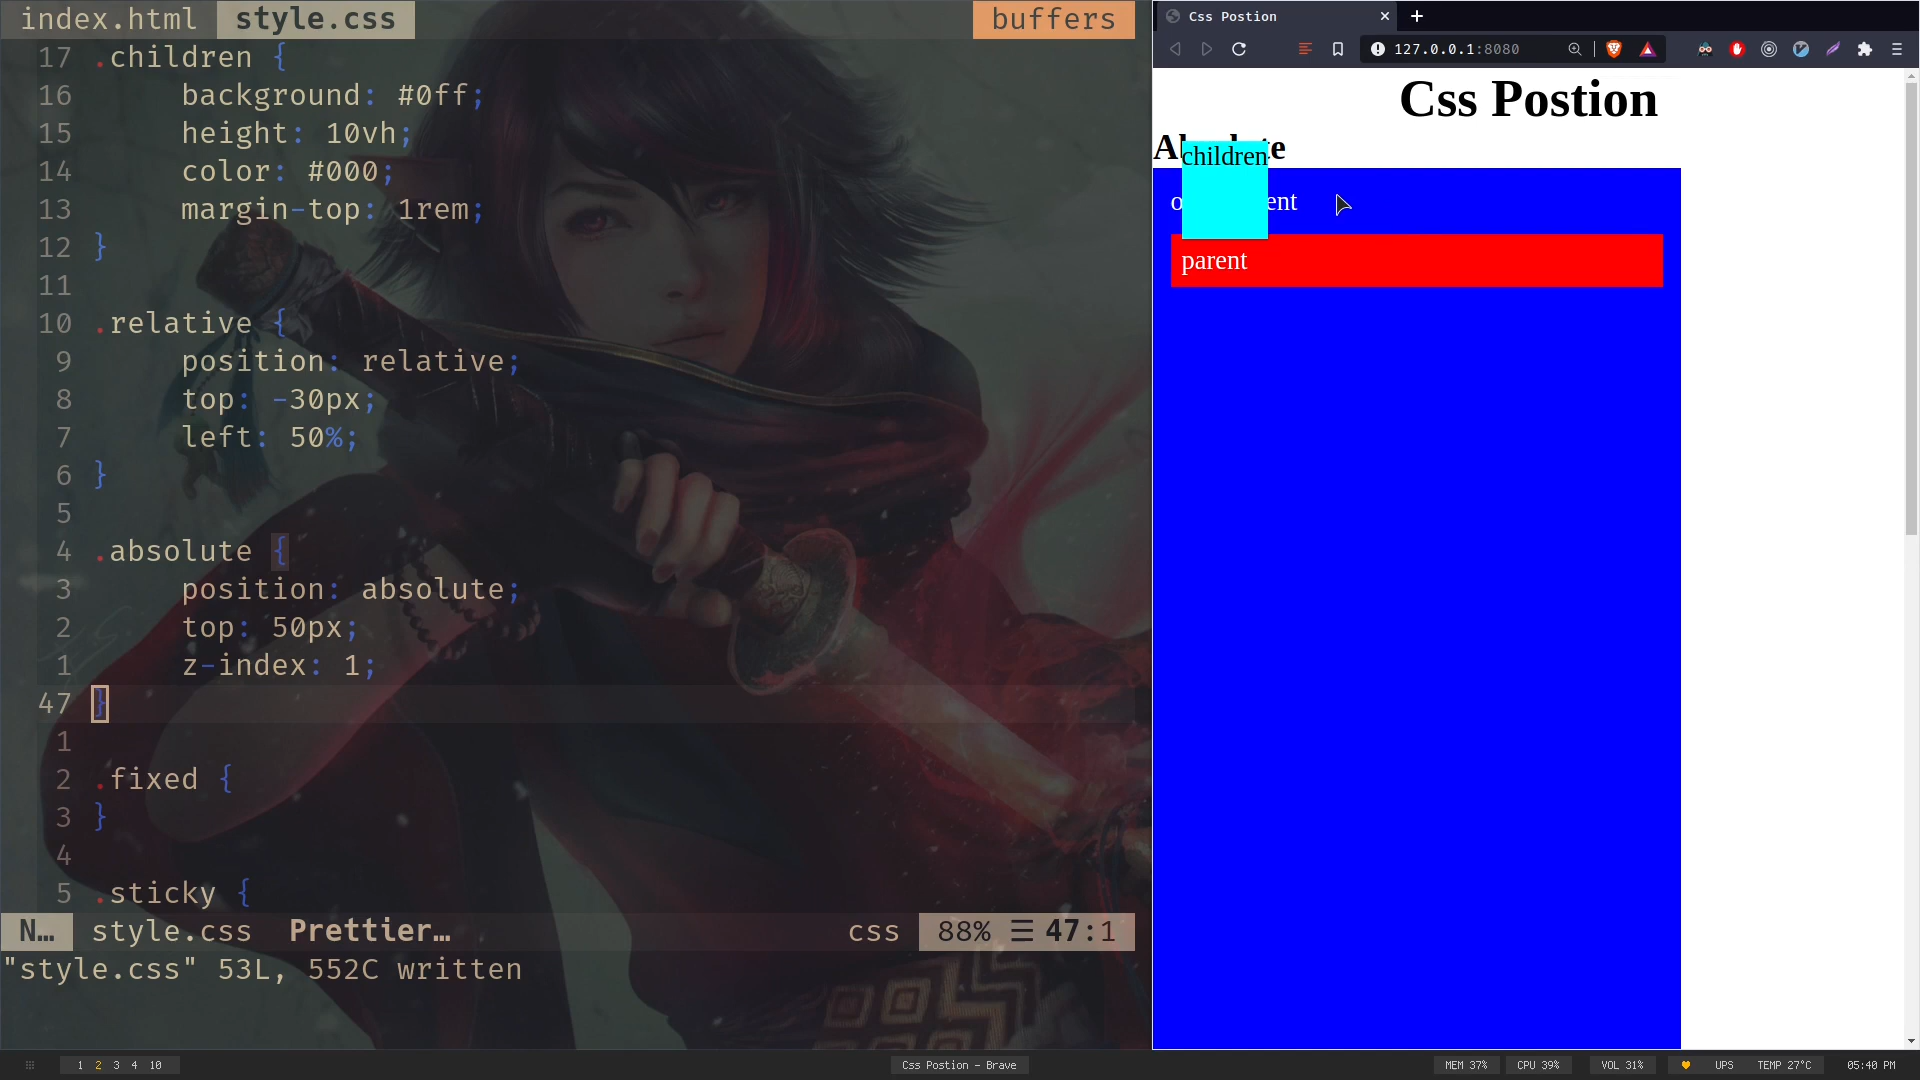 index.html style.css buffers
17 .children {
16 background: #0ff;
15 height: 10vh;
14 color: #000;
13 margin-top: 1rem;
12 }
11
10 .relative {
9 position: relative;
8 top: -30px;
7 left: 50%;
6 }
5
4 .absolute {
3 position: absolute;
2 top: 50px;
1 z-index: 1;
47 }
1
2 .fixed {
3 }
4
5 .sticky {
N… style.css Prettier… css 88% ☰ 47:1
"style.css" 53L, 552C written
Css Postion
127.0.0.1:8080
Css Postion
children
parent
1 2 3 4 10
Css Postion - Brave
MEM 37% CPU 39% VOL 31% UPS TEMP 27°C 05:40 PM